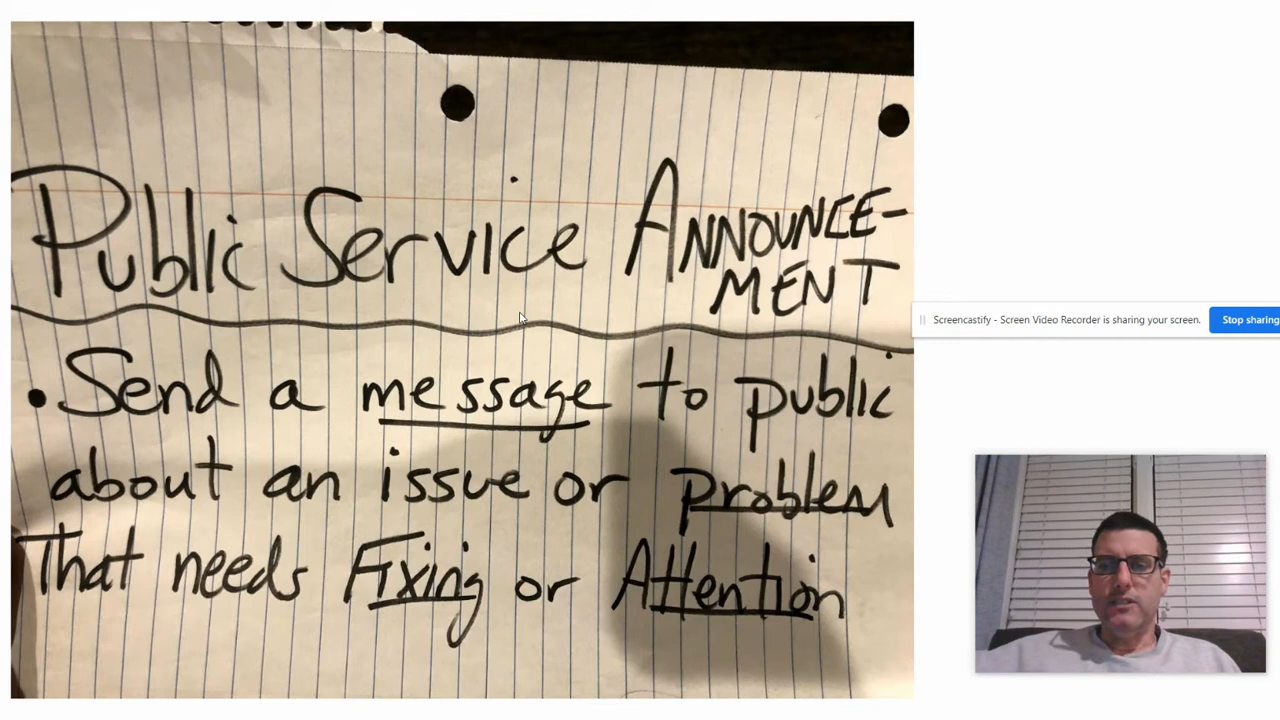 Public Service ANNOUNCE-
MENT
• Send a message to public
about an issue or problem
That needs Fixing or Attention
Screencastify - Screen Video Recorder is sharing your screen.
Stop sharing